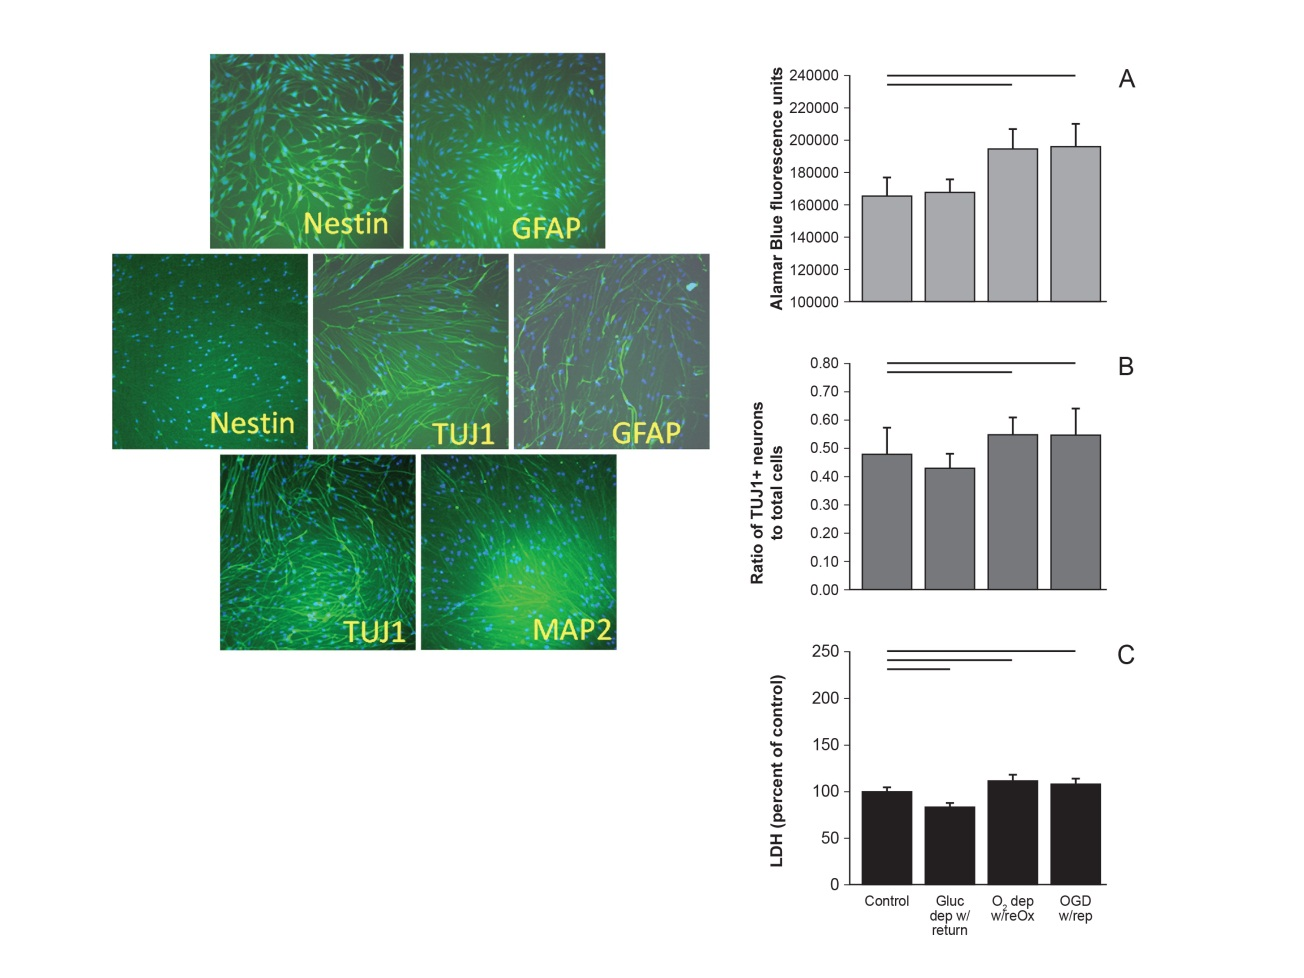 Nestin
GFAP
Nestin
TUJ1
GFAP
TUJ1
MAP2
A
Alamar Blue fluorescence units
240000
220000
200000
180000
160000
140000
120000
100000
B
Ratio of TUJ1+ neurons
to total cells
0.80
0.70
0.60
0.50
0.40
0.30
0.20
0.10
0.00
C
LDH (percent of control)
250
200
150
100
50
0
Control
Gluc
dep w/
return
O2 dep
w/reOx
OGD
w/rep